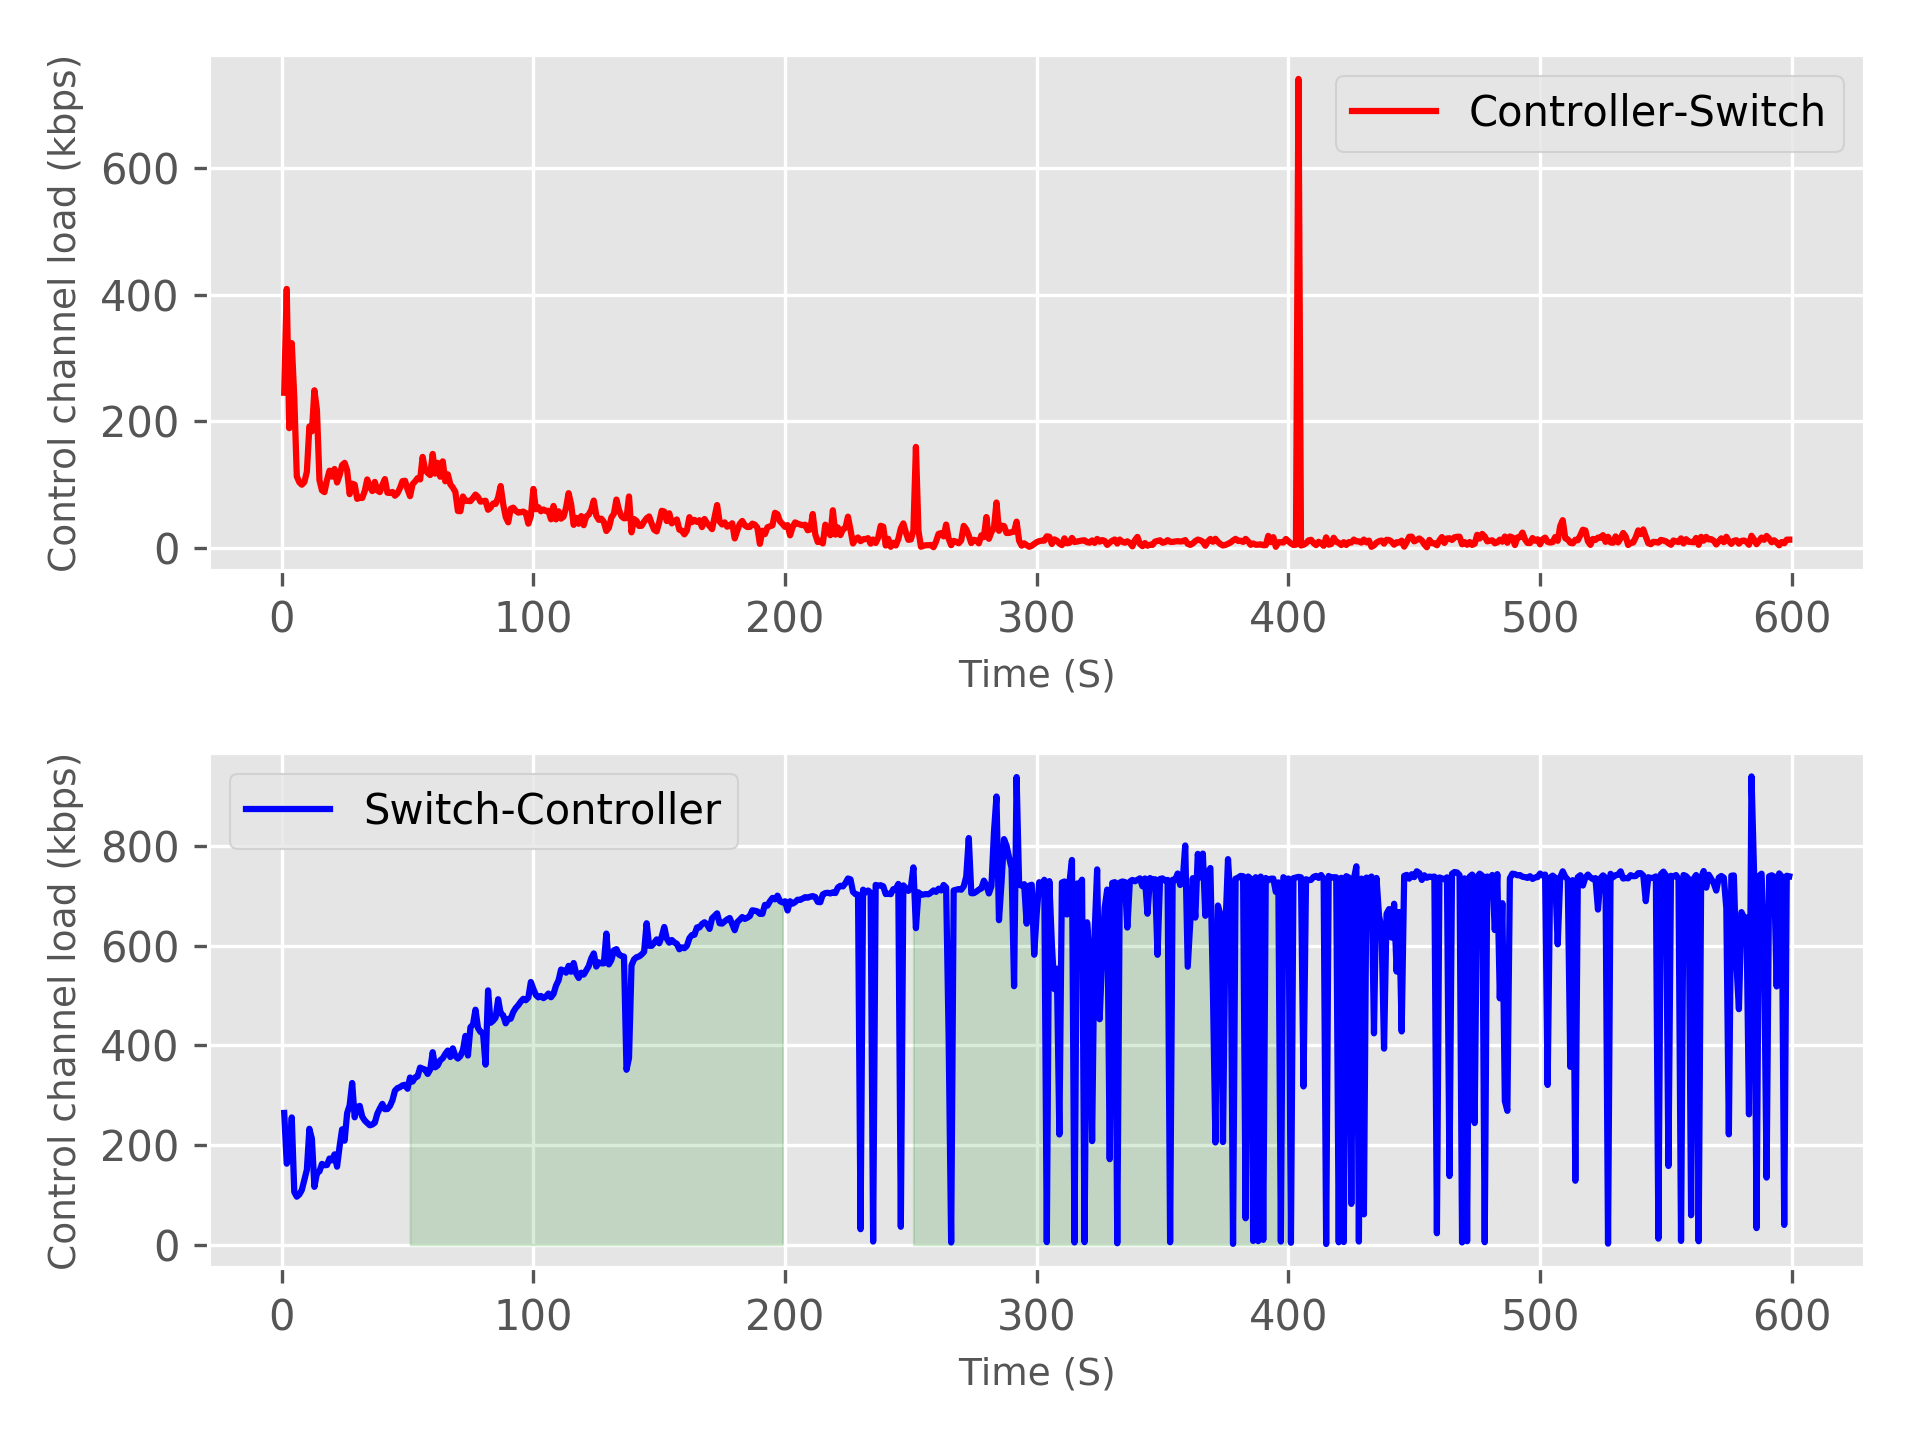 Controller-Switch
Control channel load (kbps)
600
400
200
0
0 100 200 300 400 500 600
Time (S)
Switch-Controller
Control channel load (kbps)
800
600
400
200
0
0 100 200 300 400 500 600
Time (S)